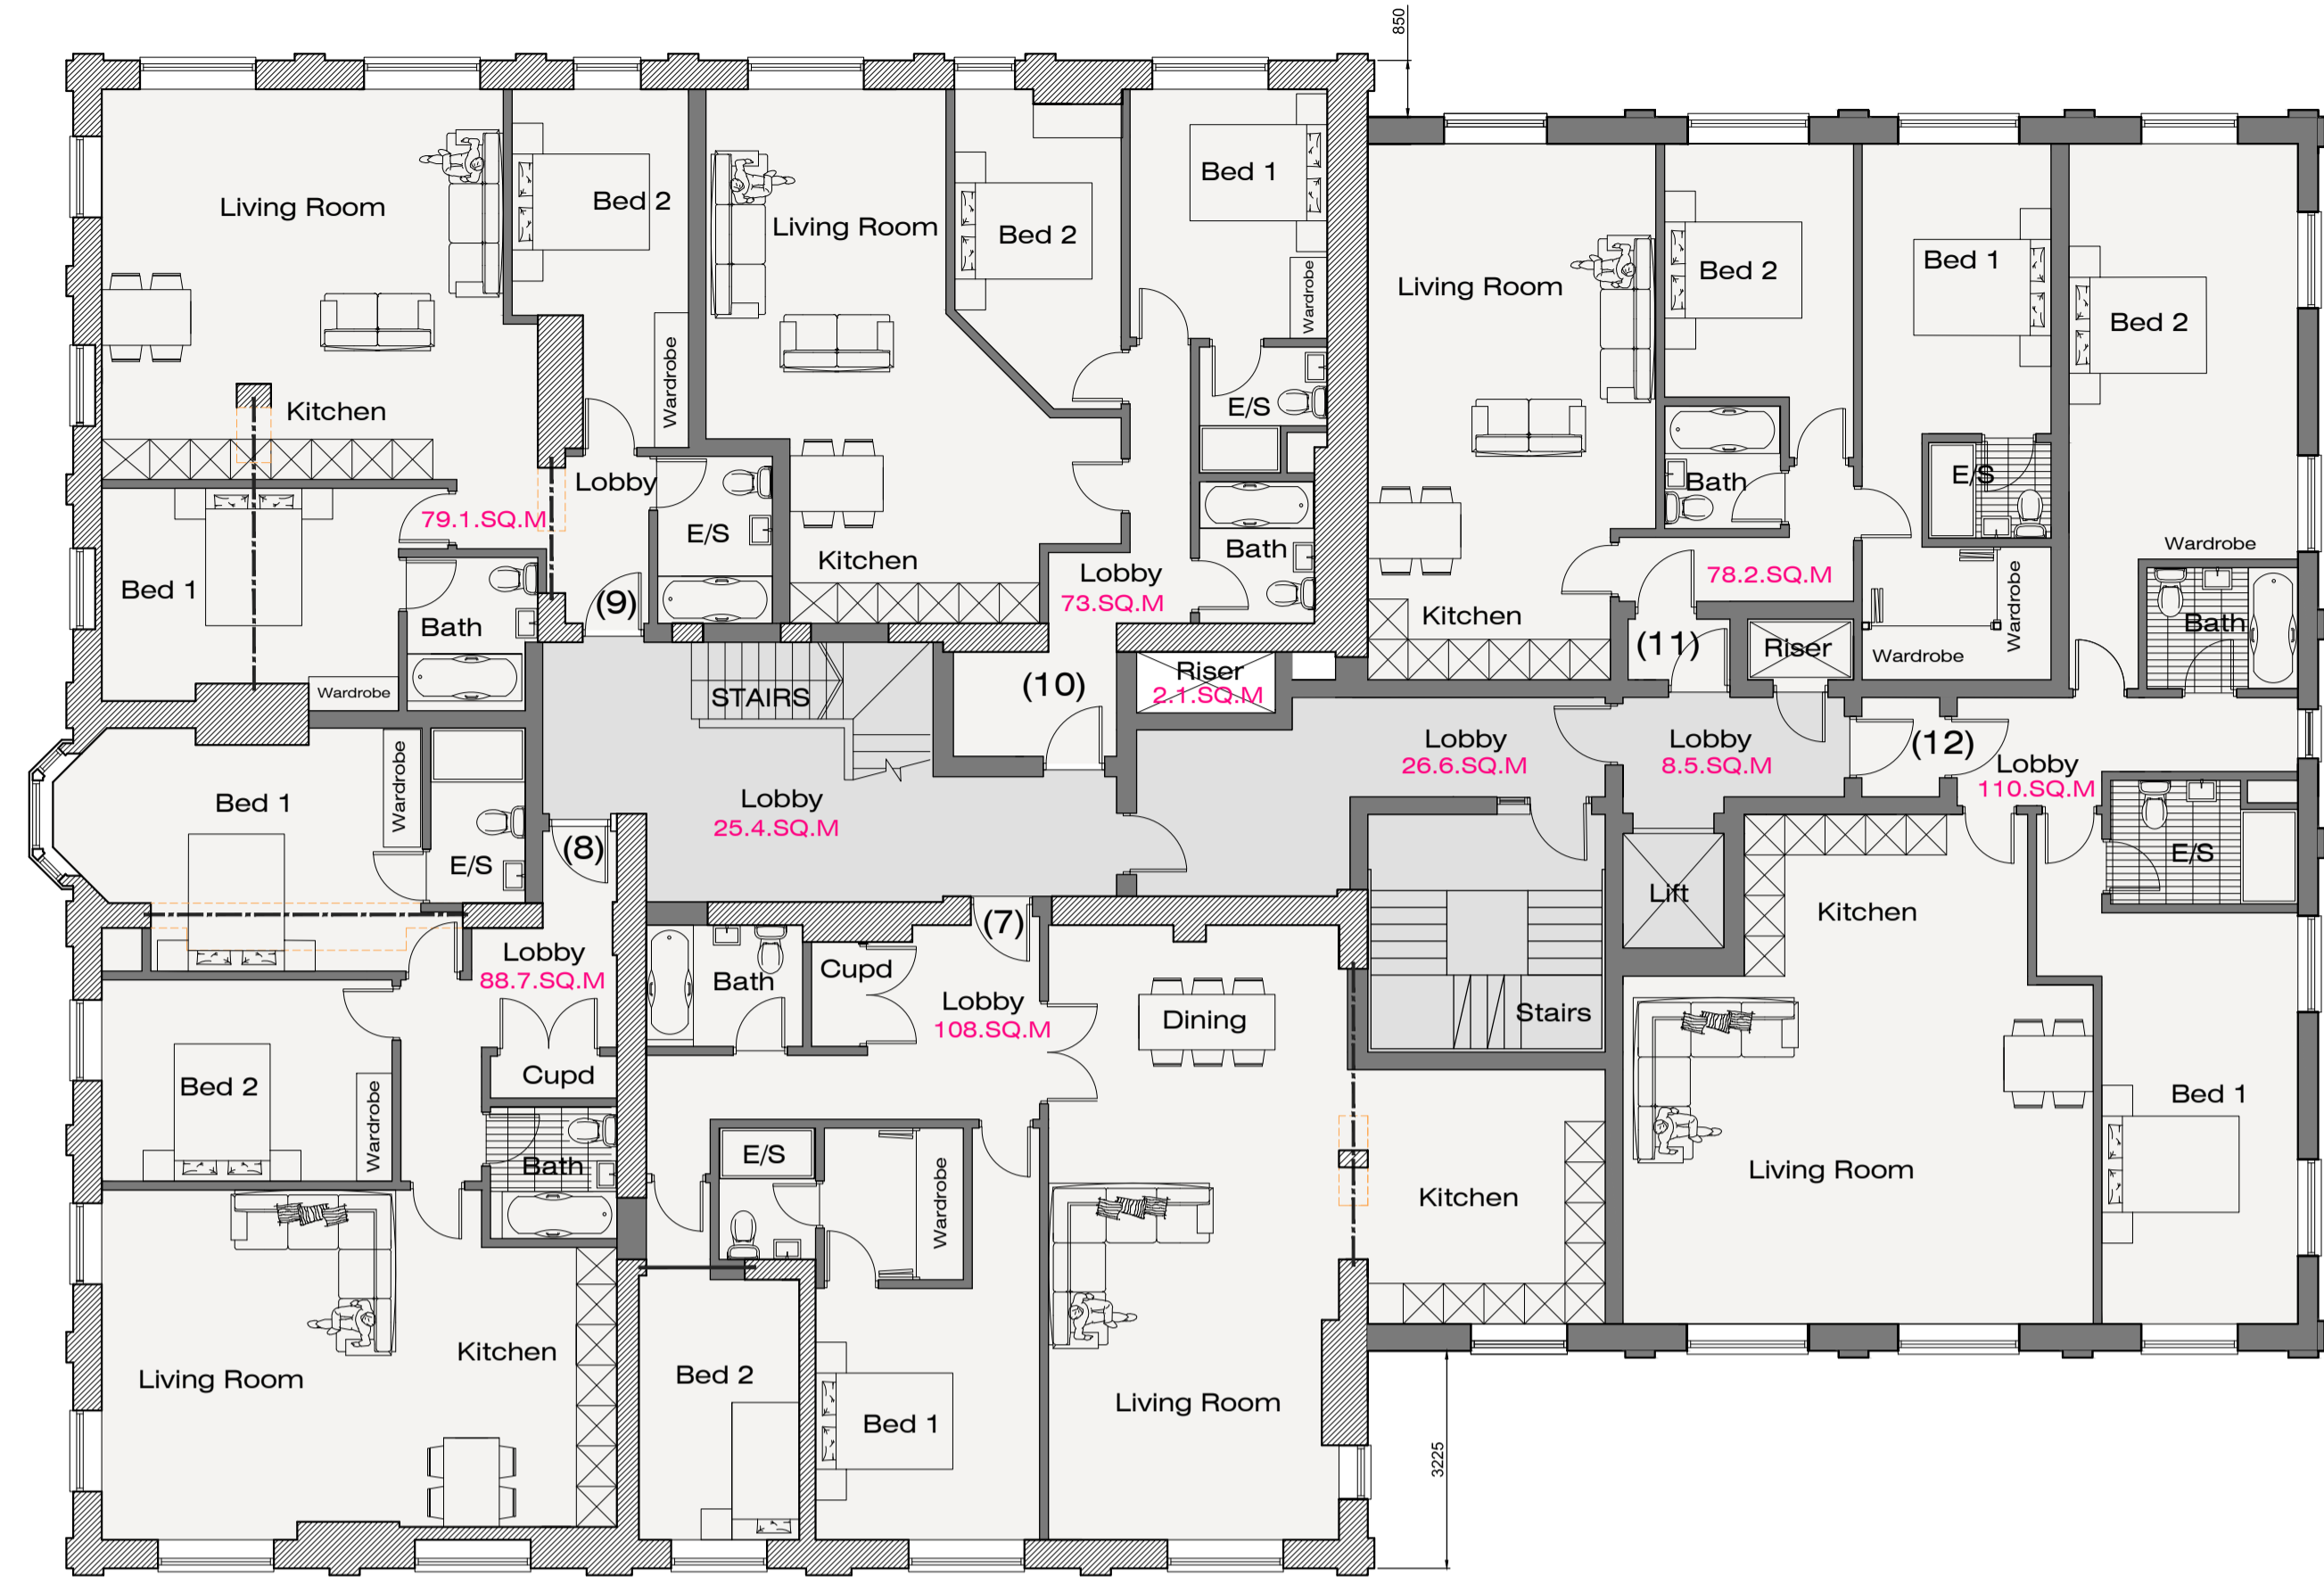 850
Living Room
Bed 2
Living Room
Bed 2
Bed 1
Wardrobe
Living Room
Bed 2
Bed 1
Bed 2
Kitchen
Wardrobe
E/S
Lobby
79.1.SQ.M
E/S
Kitchen
Bath
Lobby
73.SQ.M
Bath
E/S
Wardrobe
78.2.SQ.M
Kitchen
Wardrobe
Wardrobe
Bath
Bed 1
Bath
Wardrobe
(9)
(10)
Riser
2.1.SQ.M
(11)
Riser
STAIRS
Lobby
25.4.SQ.M
Lobby
26.6.SQ.M
Lobby
8.5.SQ.M
(12)
Lobby
110.SQ.M
Bed 1
Wardrobe
E/S
(8)
E/S
Lift
Kitchen
(7)
Lobby
88.7.SQ.M
Bath
Cupd
Lobby
108.SQ.M
Dining
Stairs
Cupd
Bed 2
Wardrobe
Bath
E/S
Wardrobe
Kitchen
Living Room
Bed 1
Living Room
Kitchen
Bed 2
Bed 1
Living Room
3225